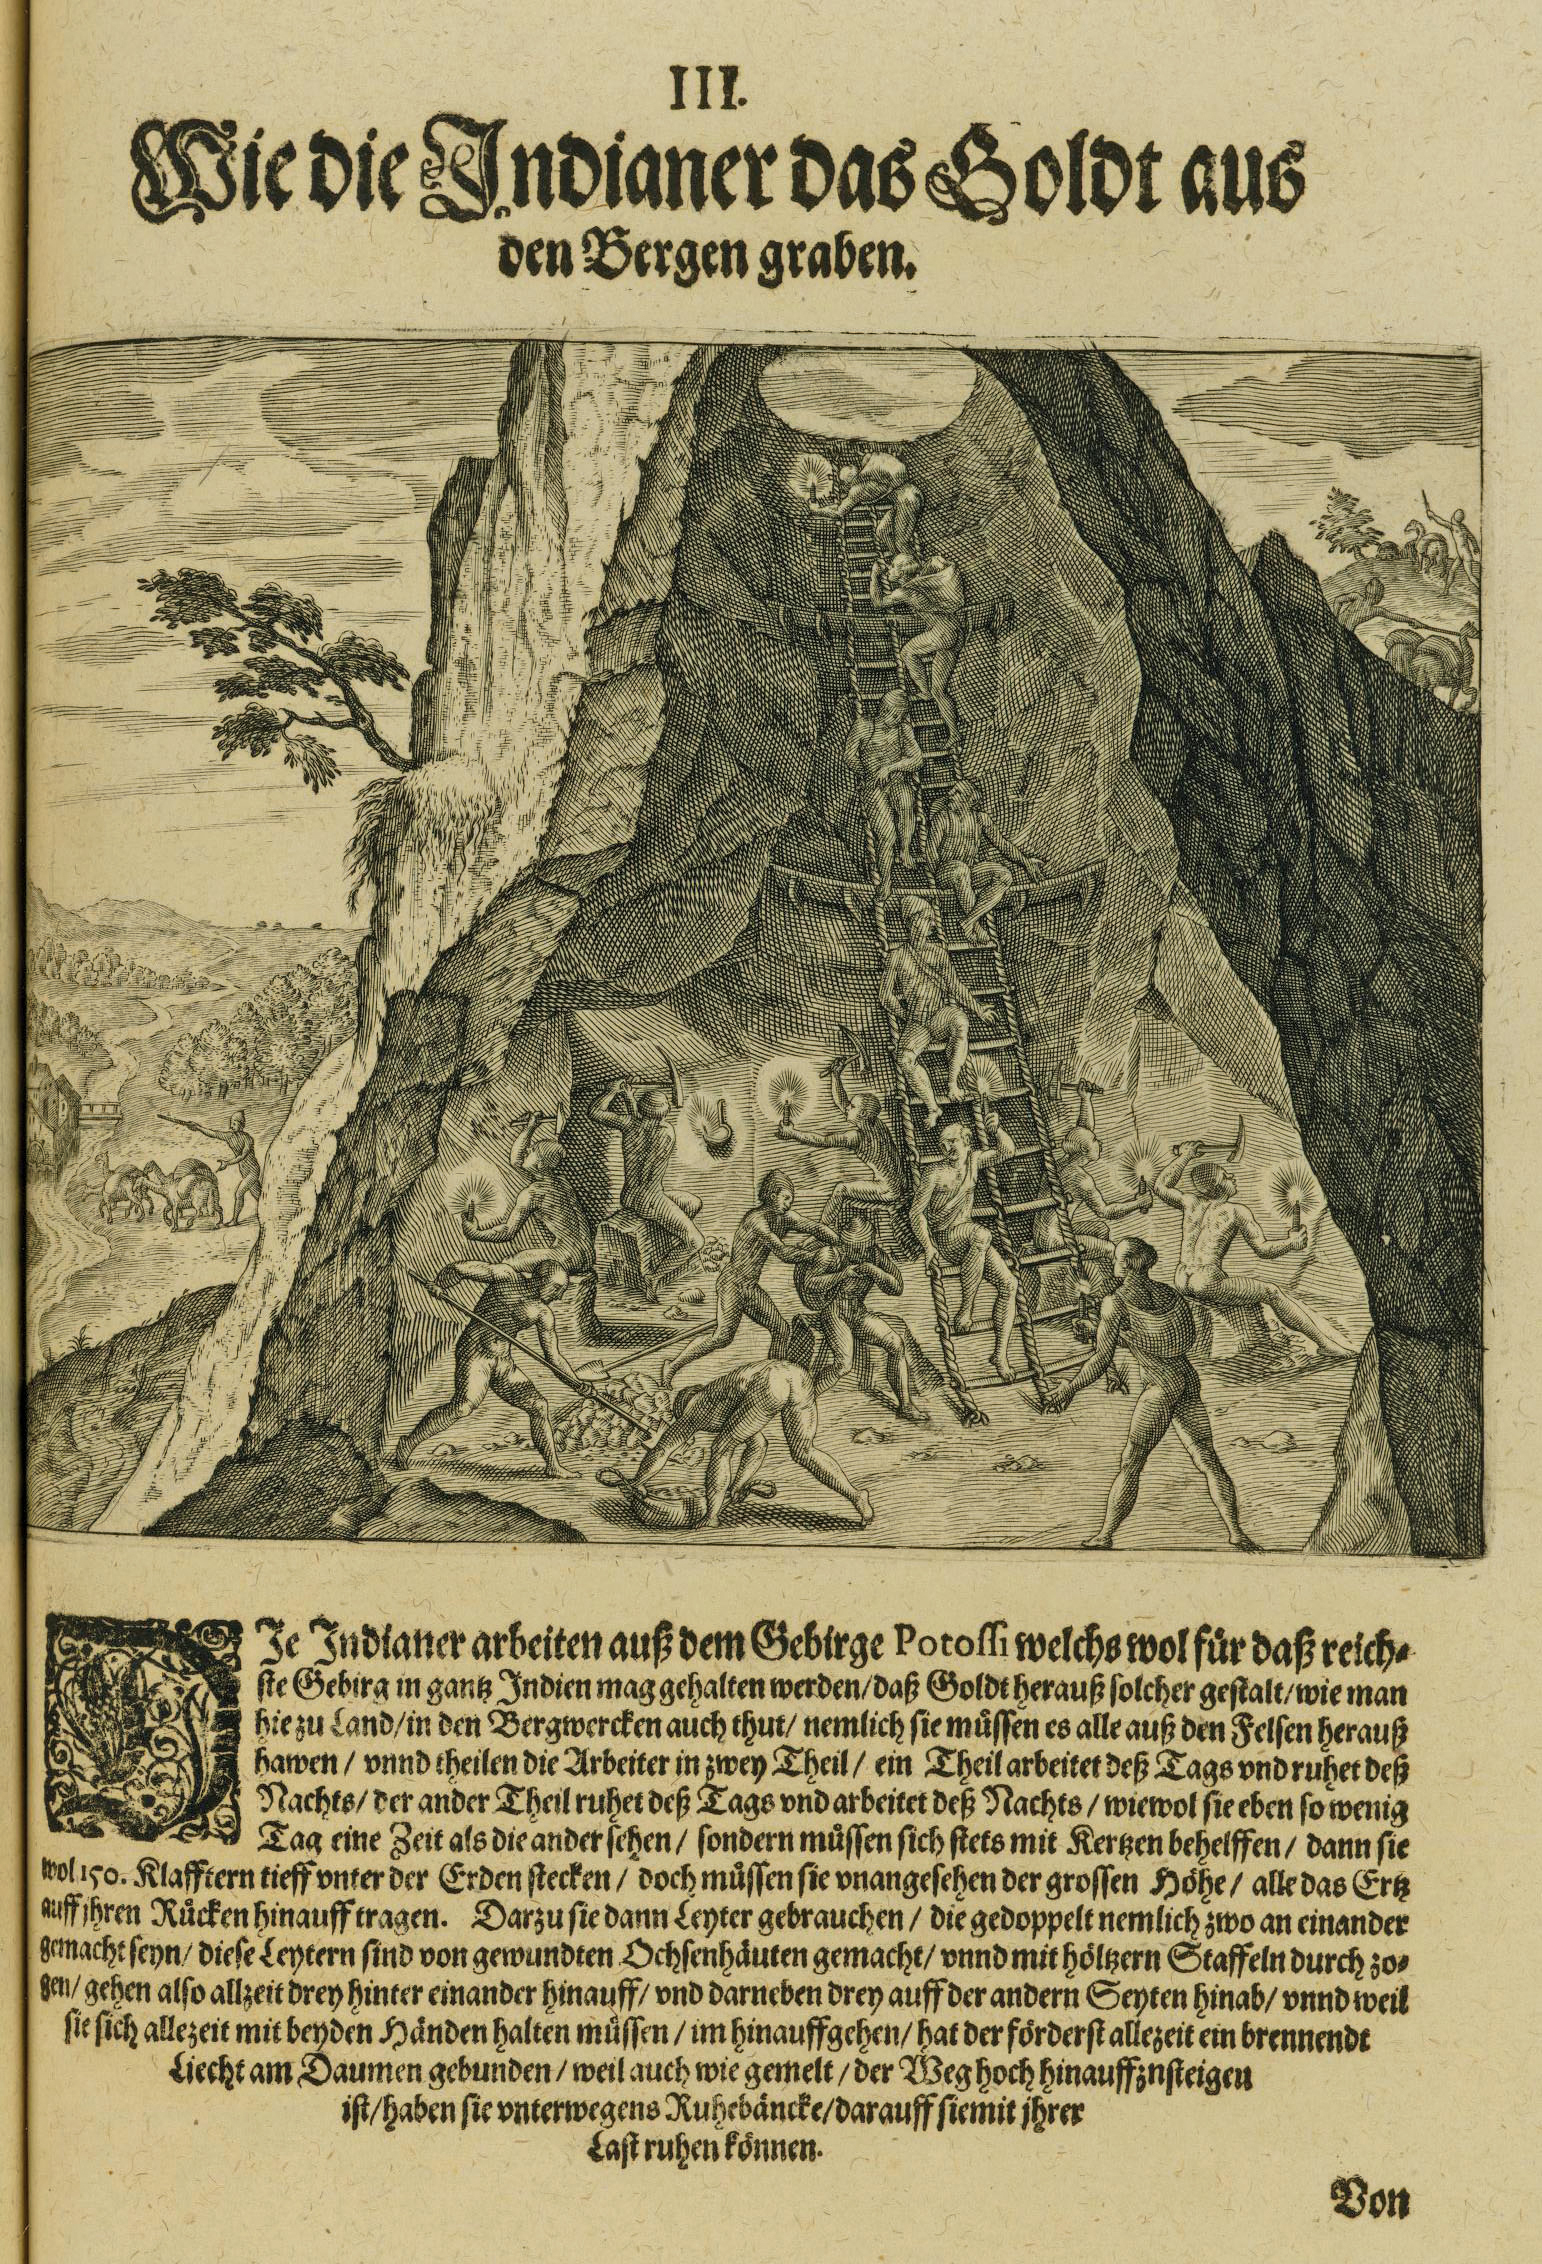 III.
Wie die Indianer das Goldt aus
den Bergen graben.
DIe Indianer arbeiten auß dem Gebirge Potossi welchs wol für daß reich-
ste Gebirg in gantz Indien mag gehalten werden/ daß Goldt herauß solcher gestalt/ wie man
hie zu Land/ in den Bergwercken auch thut/ nemlich sie müssen es alle auß den Felsen herauß
hawen/ vnnd theilen die Arbeiter in zwey Theil/ ein Theil arbeitet deß Tags vnd ruhet deß
Nachts/ der ander Theil ruhet deß Tags vnd arbeitet deß Nachts/ wiewol sie eben so wenig
Tag eine Zeit als die ander sehen/ sondern müssen sich stets mit Kertzen behelffen/ dann sie
wol 150. Klafftern tieff vnter der Erden stecken/ doch müssen sie vnangesehen der grossen Höhe/ alle das Ertz
auff jhren Rücken hinauff tragen. Darzu sie dann Leyter gebrauchen/ die gedoppelt nemlich zwo an einander
gemacht seyn/ diese Leytern sind von gewundten Ochsenhäuten gemacht/ vnnd mit höltzern Staffeln durch zo-
gen/ gehen also allzeit drey hinter einander hinauff/ vnd darneben drey auff der andern Seyten hinab/ vnnd weil
sie sich allezeit mit beyden Händen halten müssen/ im hinauffgehen/ hat der förderst allezeit ein brennendt
Liecht am Daumen gebunden/ weil auch wie gemelt/ der Weg hoch hinauffznsteigen
ist/ haben sie vnterwegens Ruhebäncke/ darauff sie mit jhrer
Last ruhen können.
Von